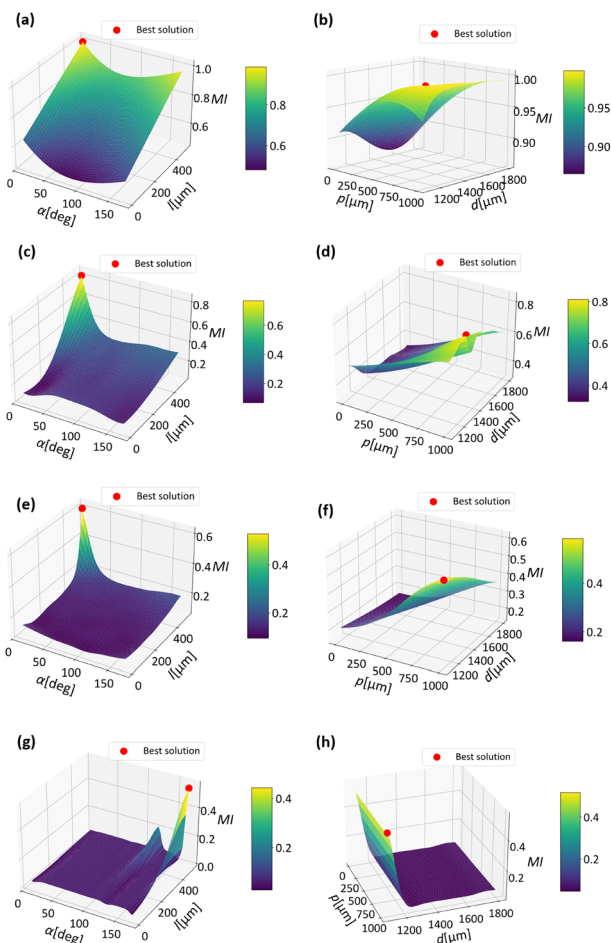 (a)
Best solution
1.0
MI
0.8
0.6
0
50
100
150
α[deg]
0
200
400
l[μm]
0.8
0.6
(b)
Best solution
1.00
MI
0.95
0.90
0
250
500
750
1000
p[μm]
1200
1400
1600
1800
d[μm]
0.95
0.90
(c)
Best solution
0.8
0.6
MI
0.4
0.2
0
50
100
150
α[deg]
0
200
400
l[μm]
0.6
0.4
0.2
(d)
Best solution
0.8
0.6
MI
0.4
0
250
500
750
1000
p[μm]
1200
1400
1600
1800
d[μm]
0.8
0.6
0.4
(e)
Best solution
0.6
0.4
MI
0.2
0
50
100
150
α[deg]
0
200
400
l[μm]
0.4
0.2
(f)
Best solution
0.6
0.5
0.4
MI
0.3
0.2
0
250
500
750
1000
p[μm]
1200
1400
1600
1800
d[μm]
0.4
0.2
(g)
Best solution
0.4
MI
0.2
0.0
0
50
100
150
α[deg]
0
200
400
l[μm]
0.4
0.2
(h)
Best solution
0.4
MI
0.2
0
250
500
750
1000
p[μm]
1200
1400
1600
1800
d[μm]
0.4
0.2